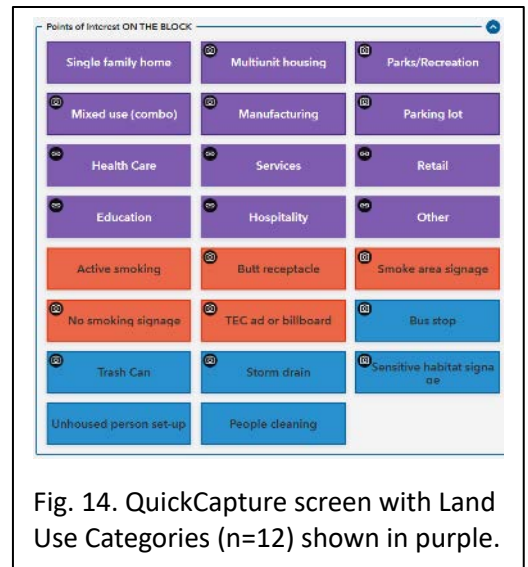 Points of Interest ON THE BLOCK
Single family home
Multiunit housing
Parks/Recreation
Mixed use (combo)
Manufacturing
Parking lot
Health Care
Services
Retail
Education
Hospitality
Other
Active smoking
Butt receptacle
Smoke area signage
No smoking signage
TEC ad or billboard
Bus stop
Trash Can
Storm drain
Sensitive habitat signa
ge
Unhoused person set-up
People cleaning
Fig. 14. QuickCapture screen with Land
Use Categories (n=12) shown in purple.